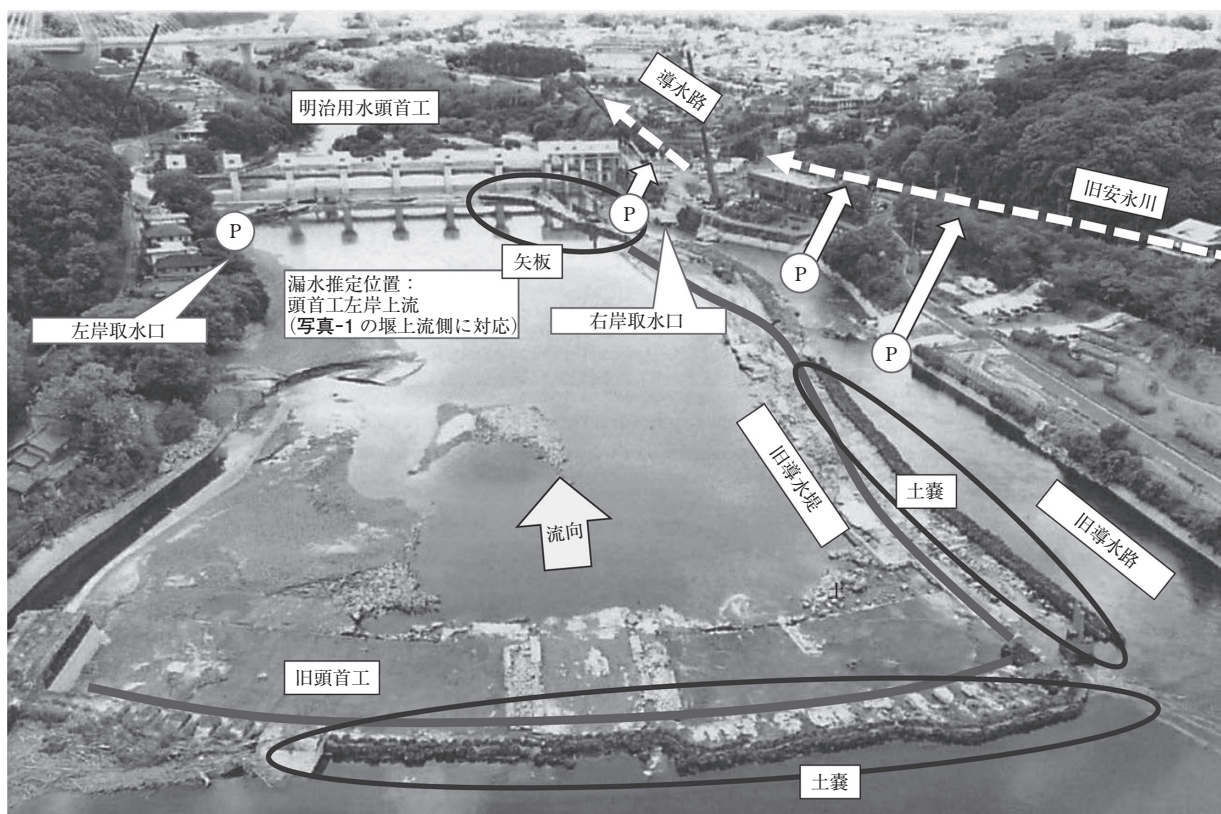 導水路
明治用水頭首工
旧安永川
P
P
矢板
P
漏水推定位置：
頭首工左岸上流
（写真-1の堰上流側に対応）
左岸取水口
右岸取水口
P
旧導水堤
土嚢
旧導水路
流向
土
旧頭首工
土嚢